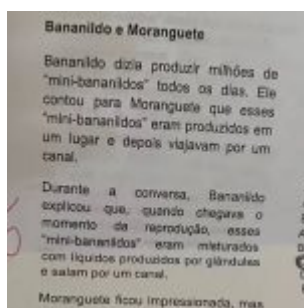 Bananildo e Moranguete
Bananildo dizia produzir milhões de
"mini-bananildos" todos os dias. Ele
contou para Moranguete que esses
"mini-bananildos" eram produzidos em
um lugar e depois viajavam por um
canal.
Durante a conversa, Bananildo
explicou que, quando chegava o
momento da reprodução, esses
"mini-bananildos" eram misturados
com líquidos produzidos por glândulas
e saíam por um canal.
Moranguete ficou impressionada, mas